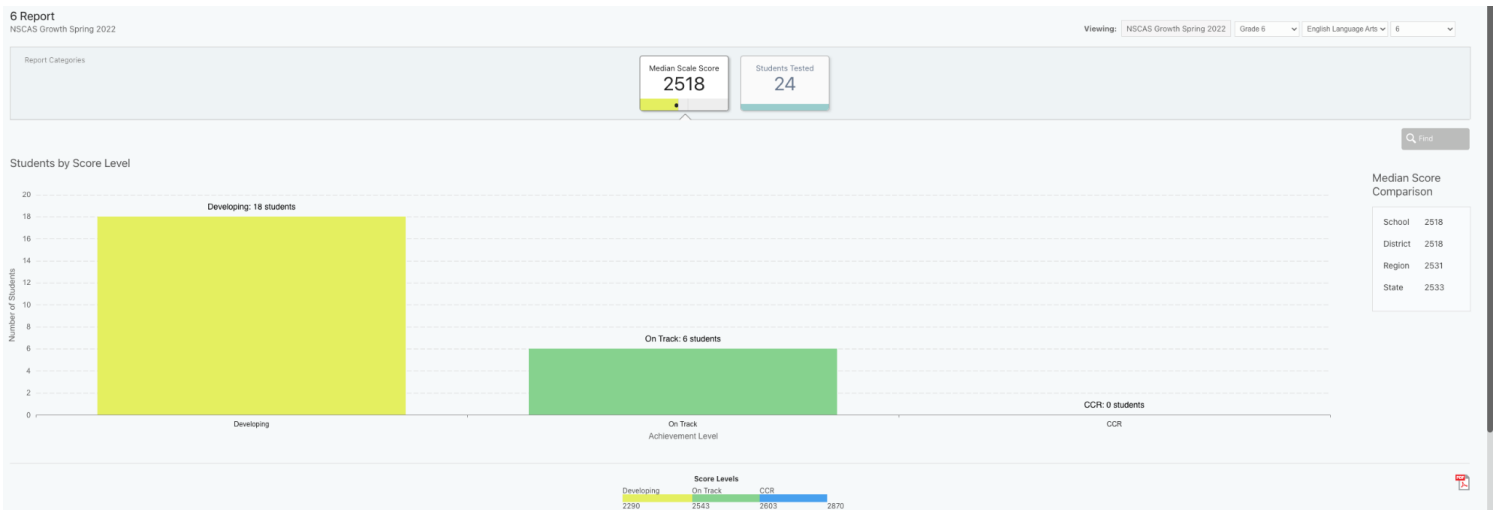 6 Report
NSCAS Growth Spring 2022
Viewing: NSCAS Growth Spring 2022 Grade 6 English Language Arts 6
Report Categories
Median Scale Score
2518
Students Tested
24
Find
Students by Score Level
Median Score
Comparison
School 2518
District 2518
Region 2531
State 2533
Number of Students
20
18
16
14
12
10
8
6
4
2
0
Developing: 18 students
On Track: 6 students
CCR: 0 students
Developing
On Track
CCR
Achievement Level
Score Levels
Developing On Track CCR
2290 2543 2603 2870